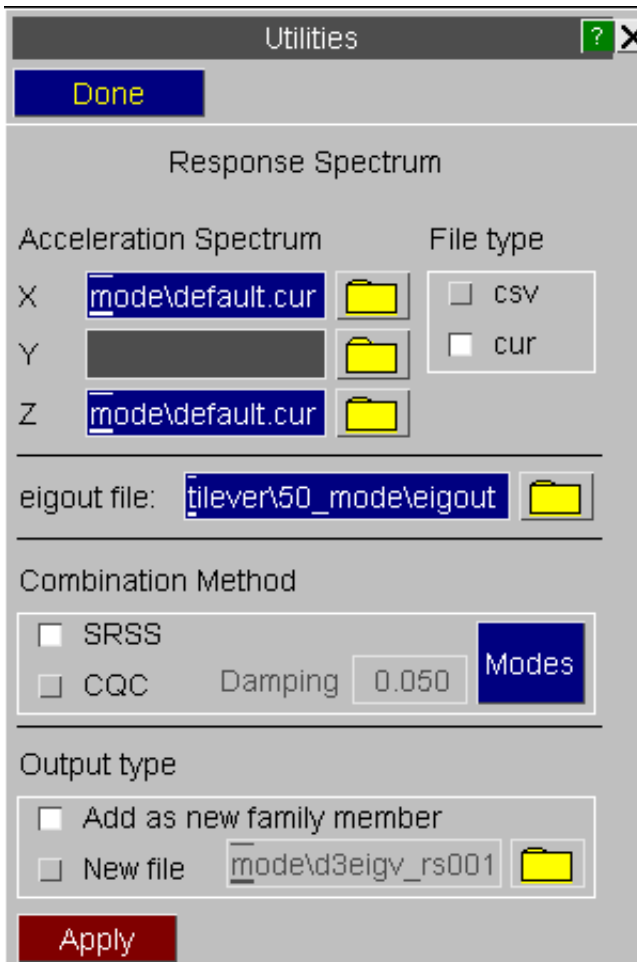 Utilities ? X
Done
Response Spectrum
Acceleration Spectrum File type
X mode\default.cur csv
Y cur
Z mode\default.cur
eigout file: tilever\50_mode\eigout
Combination Method
SRSS
CQC Damping 0.050 Modes
Output type
Add as new family member
New file mode\d3eigv_rs001
Apply